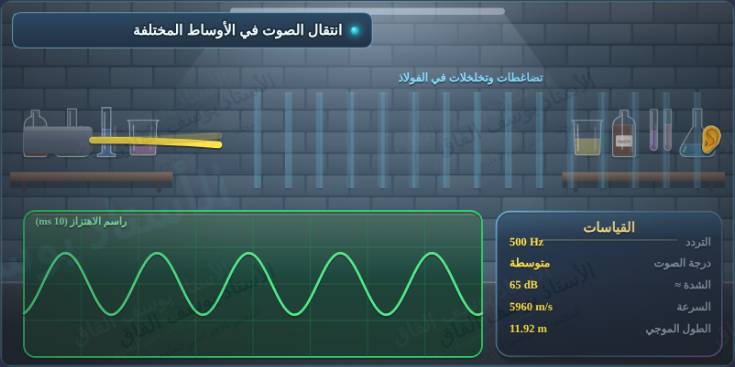 انتقال الصوت في الأوساط المختلفة
تضاغطات وتخلخلات في الفولاذ
راسم الاهتزاز (10 ms)
القياسات
التردد 500 Hz
درجة الصوت متوسطة
الشدة ≈ 65 dB
السرعة 5960 m/s
الطول الموجي 11.92 m